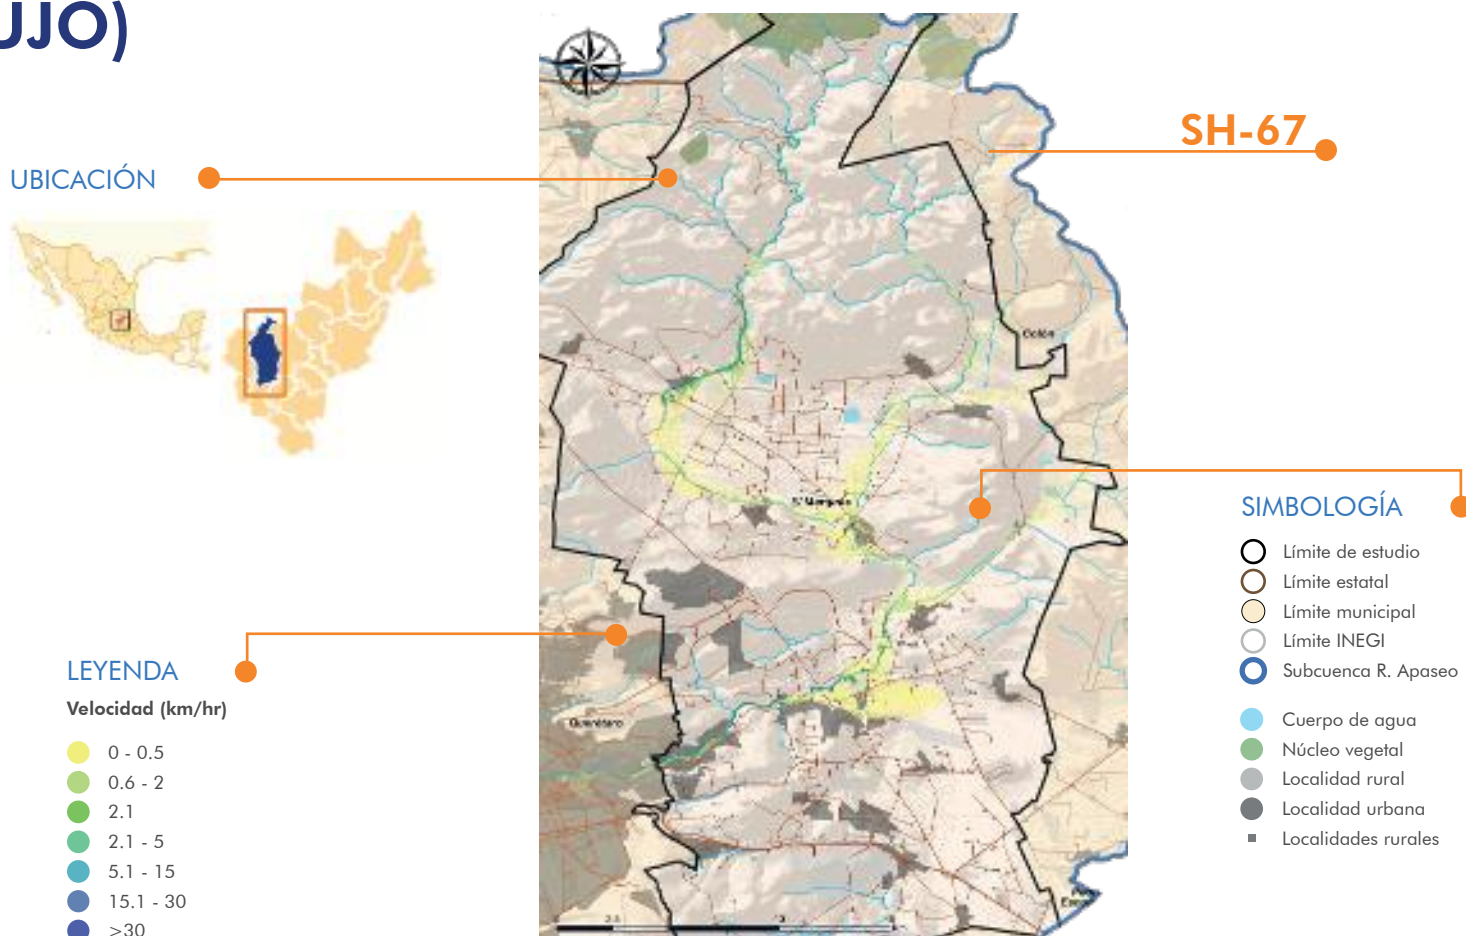 UJO)
SH-67
UBICACIÓN
Colón
SIMBOLOGÍA
Límite de estudio
Límite estatal
Límite municipal
Límite INEGI
Subcuenca R. Apaseo
Cuerpo de agua
Núcleo vegetal
Localidad rural
Localidad urbana
Localidades rurales
LEYENDA
Velocidad (km/hr)
0 - 0.5
0.6 - 2
2.1
2.1 - 5
5.1 - 15
15.1 - 30
>30
Querétaro